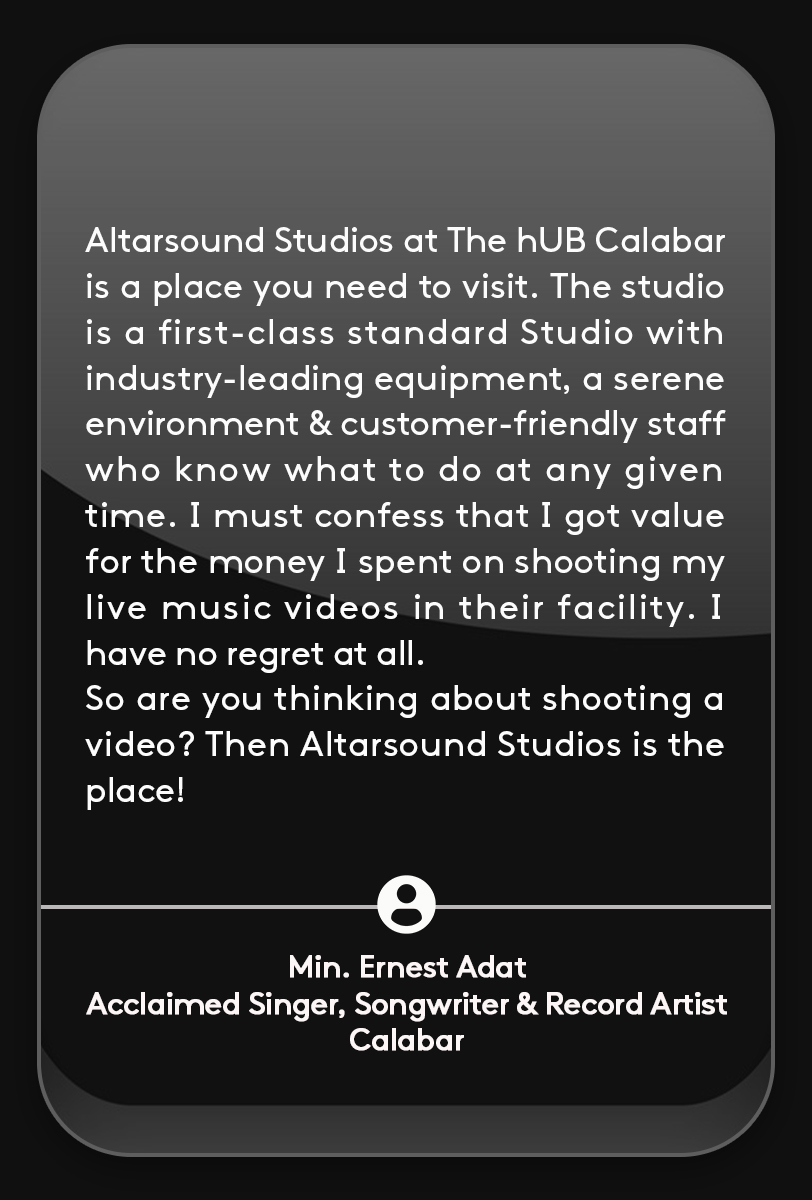 Altarsound Studios at The hUB Calabar
is a place you need to visit. The studio
is a first-class standard Studio with
industry-leading equipment, a serene
environment & customer-friendly staff
who know what to do at any given
time. I must confess that I got value
for the money I spent on shooting my
live music videos in their facility. I
have no regret at all.
So are you thinking about shooting a
video? Then Altarsound Studios is the
place!
Min. Ernest Adat
Acclaimed Singer, Songwriter & Record Artist
Calabar